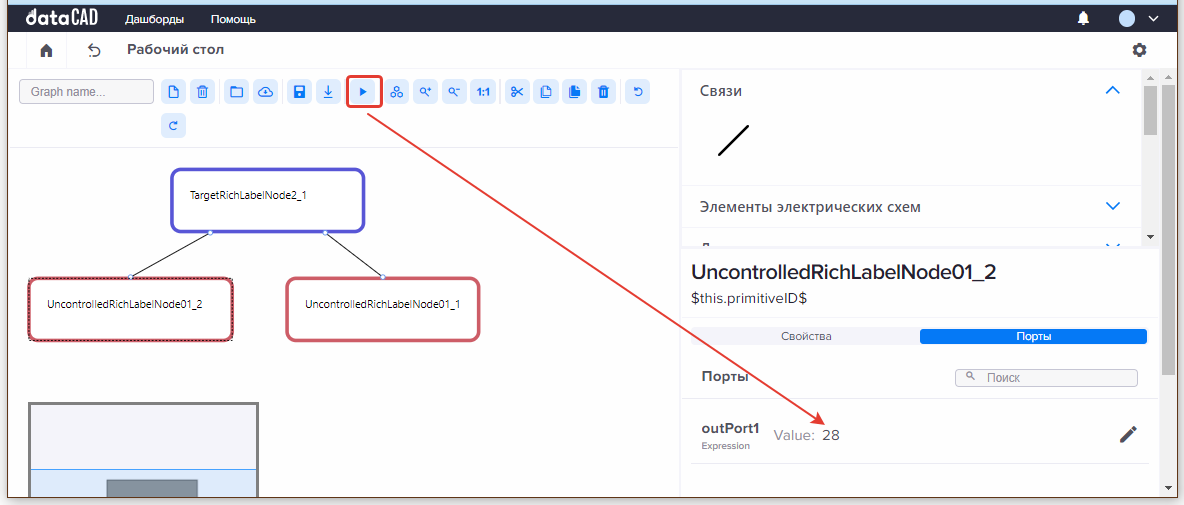 dataCAD Дашборды Помощь
Рабочий стол
Graph name...
1:1
TargetRichLabelNode2_1
UncontrolledRichLabelNode01_2
UncontrolledRichLabelNode01_1
Связи
Элементы электрических схем
UncontrolledRichLabelNode01_2
$this.primitiveID$
Свойства Порты
Порты Поиск
outPort1 Value: 28
Expression